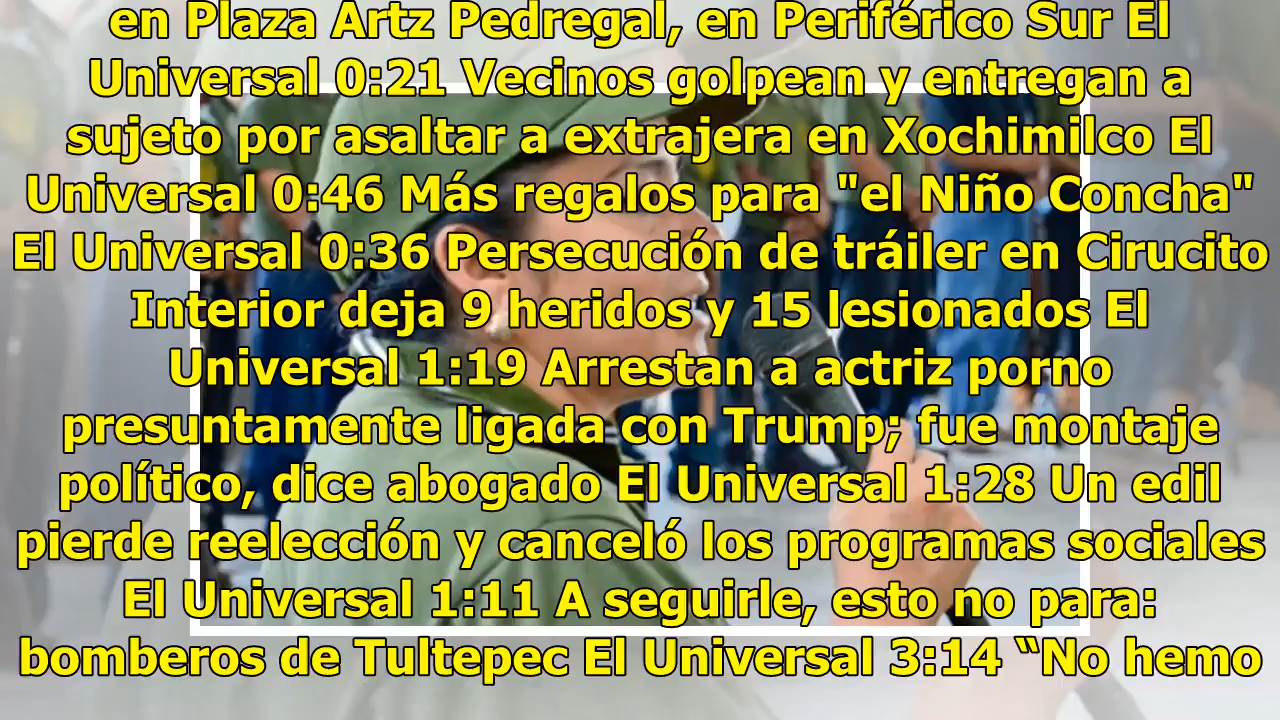 en Plaza Artz Pedregal, en Periférico Sur El
Universal 0:21 Vecinos golpean y entregan a
sujeto por asaltar a extrajera en Xochimilco El
Universal 0:46 Más regalos para "el Niño Concha"
El Universal 0:36 Persecución de tráiler en Cirucito
Interior deja 9 heridos y 15 lesionados El
Universal 1:19 Arrestan a actriz porno
presuntamente ligada con Trump; fue montaje
político, dice abogado El Universal 1:28 Un edil
pierde reelección y canceló los programas sociales
El Universal 1:11 A seguirle, esto no para:
bomberos de Tultepec El Universal 3:14 “No hemo